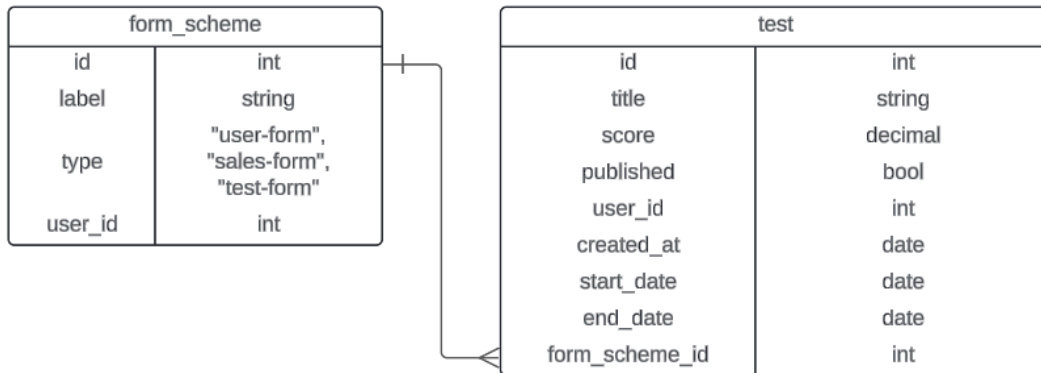 form_scheme
id int
label string
type "user-form",
"sales-form",
"test-form"
user_id int
test
id int
title string
score decimal
published bool
user_id int
created_at date
start_date date
end_date date
form_scheme_id int